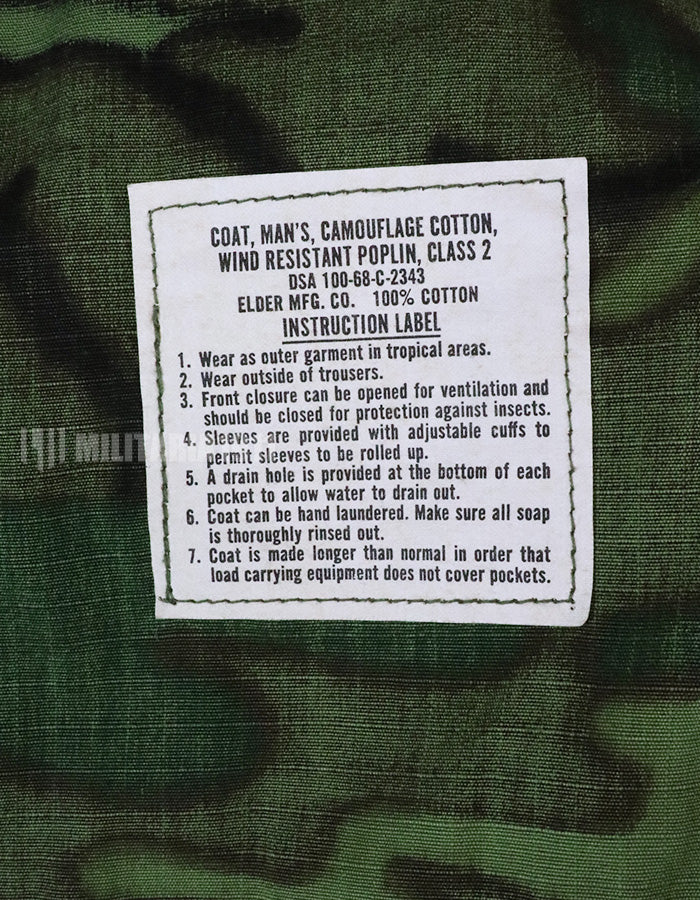 COAT, MAN'S, CAMOUFLAGE COTTON,
WIND RESISTANT POPLIN, CLASS 2
DSA 100-68-C-2343
ELDER MFG. CO. 100% COTTON
INSTRUCTION LABEL
1. Wear as outer garment in tropical areas.
2. Wear outside of trousers.
3. Front closure can be opened for ventilation and
should be closed for protection against insects.
4. Sleeves are provided with adjustable cuffs to
permit sleeves to be rolled up.
5. A drain hole is provided at the bottom of each
pocket to allow water to drain out.
6. Coat can be hand laundered. Make sure all soap
is thoroughly rinsed out.
7. Coat is made longer than normal in order that
load carrying equipment does not cover pockets.